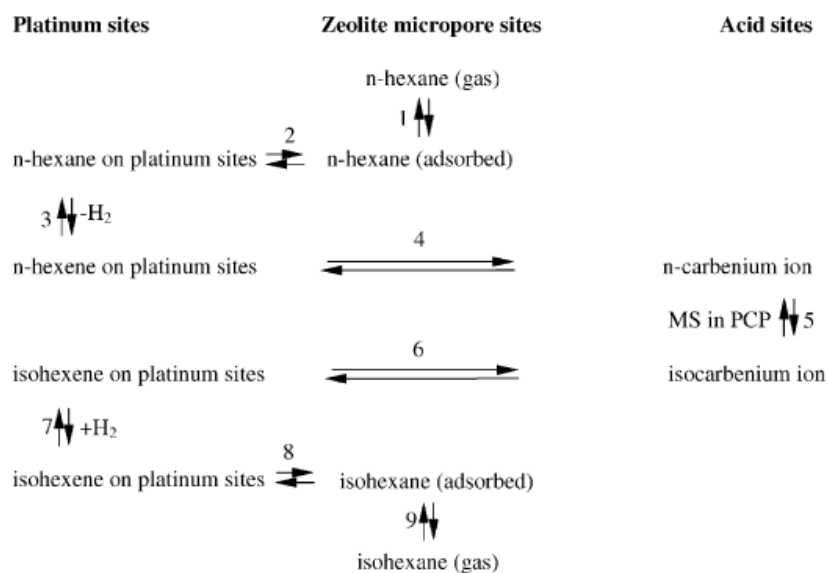 Platinum sites Zeolite micropore sites Acid sites
n-hexane (gas)
1
2
n-hexane on platinum sites n-hexane (adsorbed)
3 -H₂
4
n-hexene on platinum sites n-carbenium ion
MS in PCP 5
6
isohexene on platinum sites isocarbenium ion
7 +H₂
8
isohexene on platinum sites isohexane (adsorbed)
9
isohexane (gas)